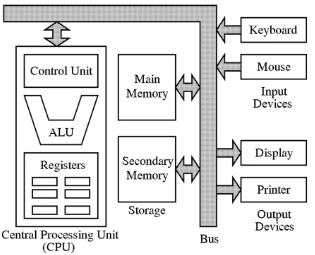 Control Unit
ALU
Registers
Central Processing Unit
(CPU)
Main
Memory
Secondary
Memory
Storage
Bus
Keyboard
Mouse
Input
Devices
Display
Printer
Output
Devices